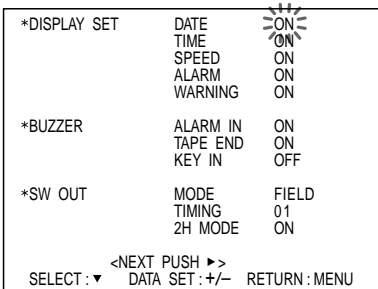 *DISPLAY SET DATE ON
TIME ON
SPEED ON
ALARM ON
WARNING ON
*BUZZER ALARM IN ON
TAPE END ON
KEY IN OFF
*SW OUT MODE FIELD
TIMING 01
2H MODE ON
<NEXT PUSH ►>
SELECT : ▼ DATA SET : +/– RETURN : MENU